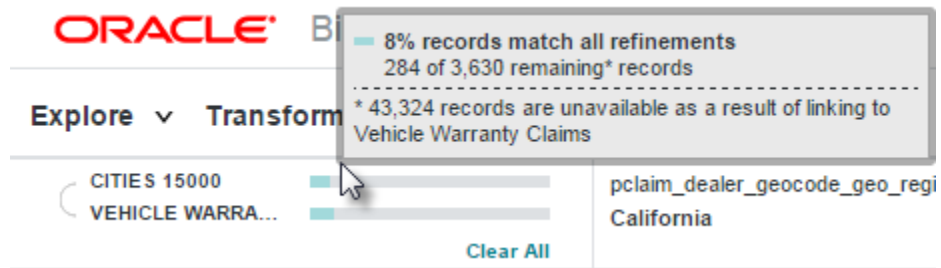 ORACLE
8% records match all refinements
284 of 3,630 remaining* records
* 43,324 records are unavailable as a result of linking to
Vehicle Warranty Claims
Explore Transform
CITIES 15000
VEHICLE WARRA...
Clear All
pclaim_dealer_geocode_geo_regi
California